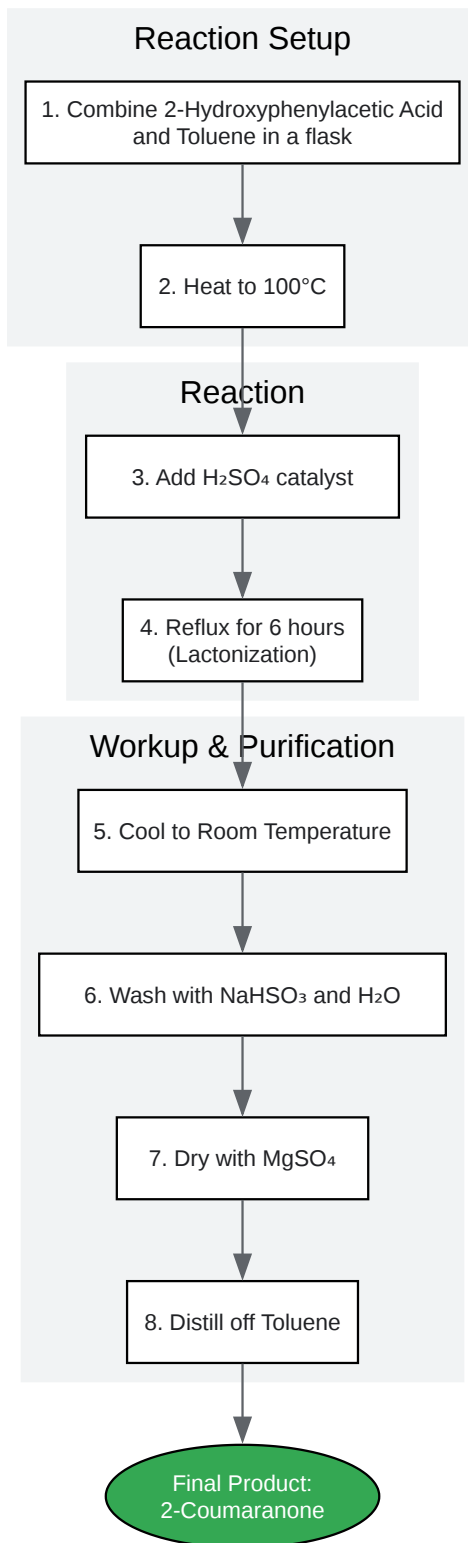 Reaction Setup
1. Combine 2-Hydroxyphenylacetic Acid
and Toluene in a flask
2. Heat to 100°C
Reaction
3. Add H₂SO₄ catalyst
4. Reflux for 6 hours
(Lactonization)
Workup & Purification
5. Cool to Room Temperature
6. Wash with NaHSO₃ and H₂O
7. Dry with MgSO₄
8. Distill off Toluene
Final Product:
2-Coumaranone